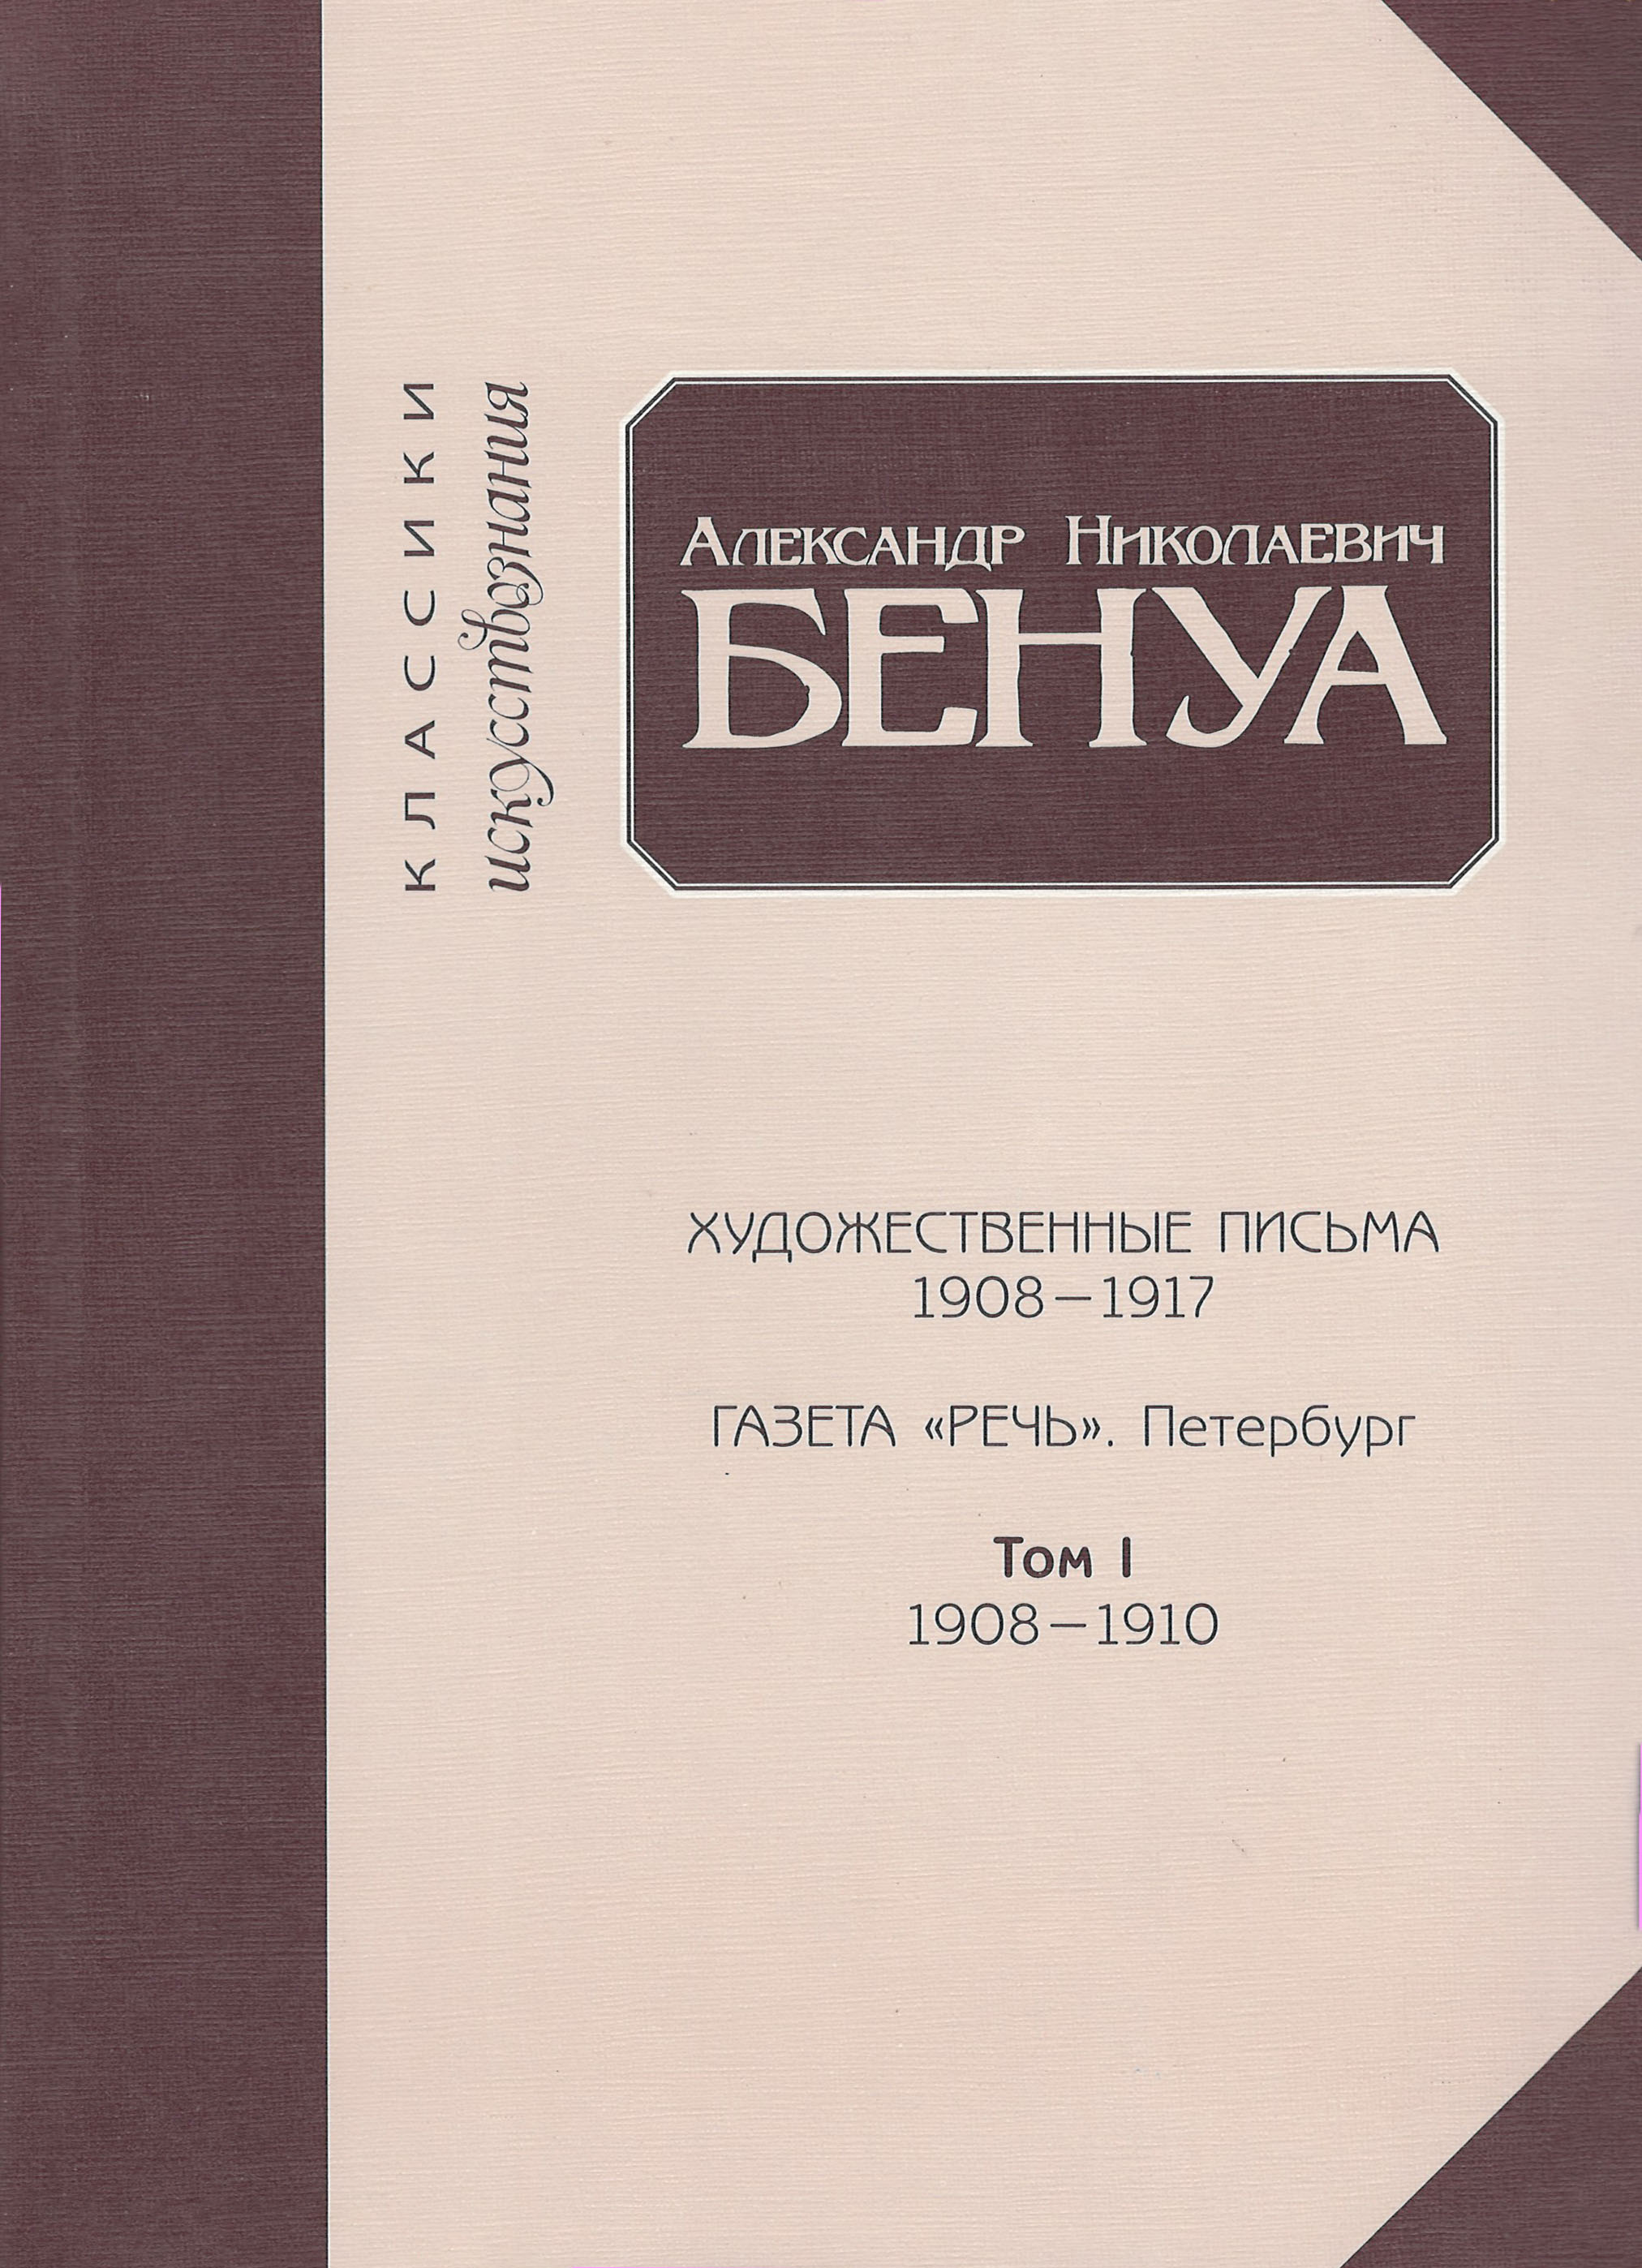 КЛАССИКИ
искусствознания
Александр Николаевич
БЕНУА
ХУДОЖЕСТВЕННЫЕ ПИСЬМА
1908–1917
ГАЗЕТА «РЕЧЬ». Петербург
Том I
1908–1910